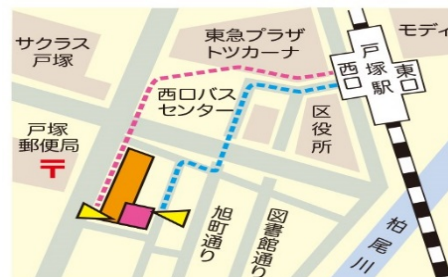 サクラス
戸塚
東急プラザ
トツカーナ
モディ
西口
戸塚駅
東口
西口バス
センター
区役所
戸塚
郵便局
〒
旭町通り
図書館通り
柏尾川